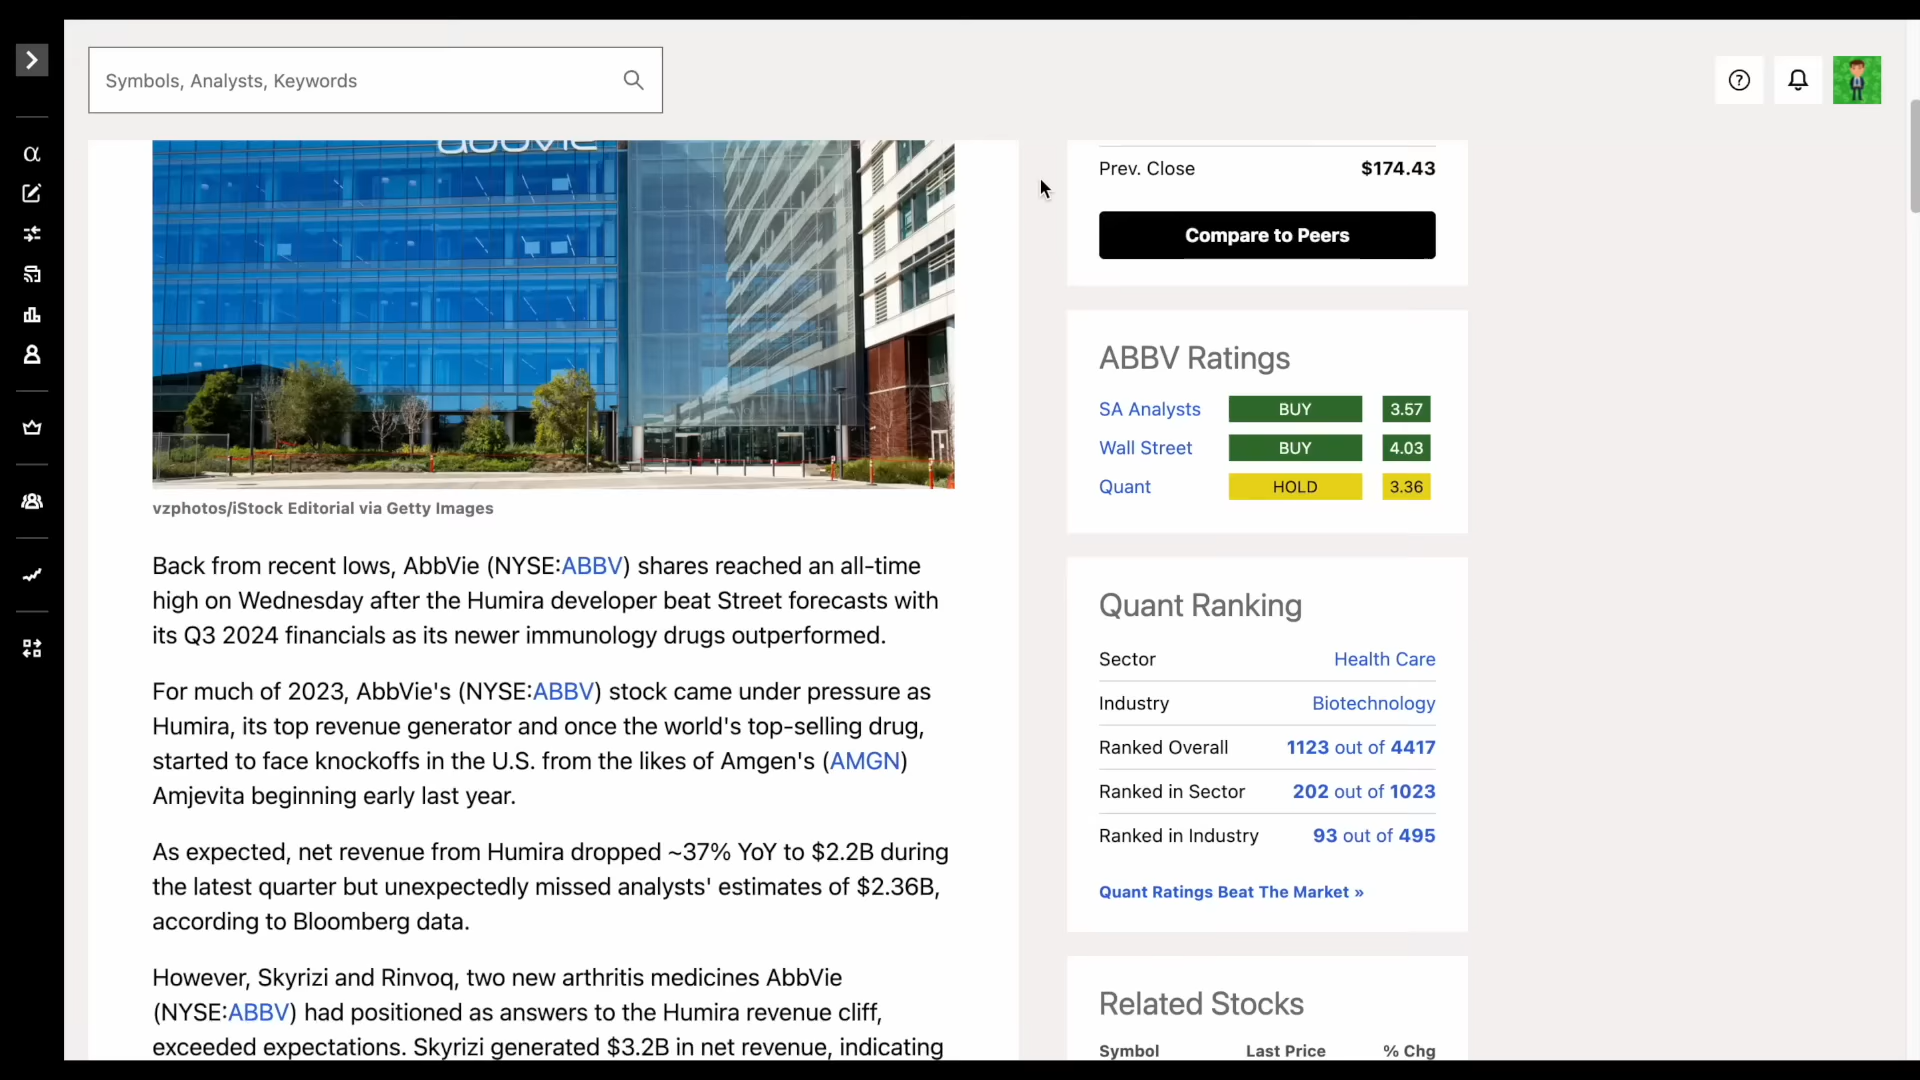 Symbols, Analysts, Keywords
abbvie
vzphotos/iStock Editorial via Getty Images
Back from recent lows, AbbVie (NYSE:ABBV) shares reached an all-time
high on Wednesday after the Humira developer beat Street forecasts with
its Q3 2024 financials as its newer immunology drugs outperformed.
For much of 2023, AbbVie's (NYSE:ABBV) stock came under pressure as
Humira, its top revenue generator and once the world's top-selling drug,
started to face knockoffs in the U.S. from the likes of Amgen's (AMGN)
Amjevita beginning early last year.
As expected, net revenue from Humira dropped ~37% YoY to $2.2B during
the latest quarter but unexpectedly missed analysts' estimates of $2.36B,
according to Bloomberg data.
However, Skyrizi and Rinvoq, two new arthritis medicines AbbVie
(NYSE:ABBV) had positioned as answers to the Humira revenue cliff,
exceeded expectations. Skyrizi generated $3.2B in net revenue, indicating
Prev. Close $174.43
Compare to Peers
ABBV Ratings
SA Analysts BUY 3.57
Wall Street BUY 4.03
Quant HOLD 3.36
Quant Ranking
Sector Health Care
Industry Biotechnology
Ranked Overall 1123 out of 4417
Ranked in Sector 202 out of 1023
Ranked in Industry 93 out of 495
Quant Ratings Beat The Market »
Related Stocks
Symbol Last Price % Chg